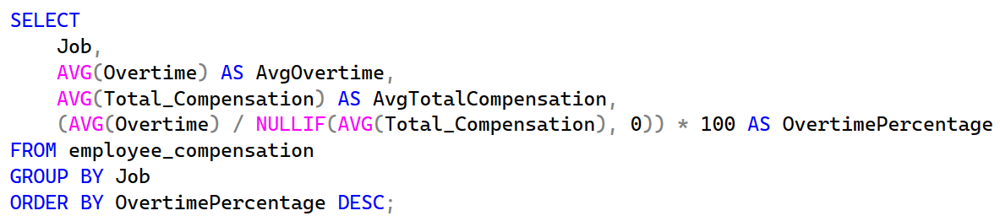 SELECT
    Job,
    AVG(Overtime) AS AvgOvertime,
    AVG(Total_Compensation) AS AvgTotalCompensation,
    (AVG(Overtime) / NULLIF(AVG(Total_Compensation), 0)) * 100 AS OvertimePercentage
FROM employee_compensation
GROUP BY Job
ORDER BY OvertimePercentage DESC;